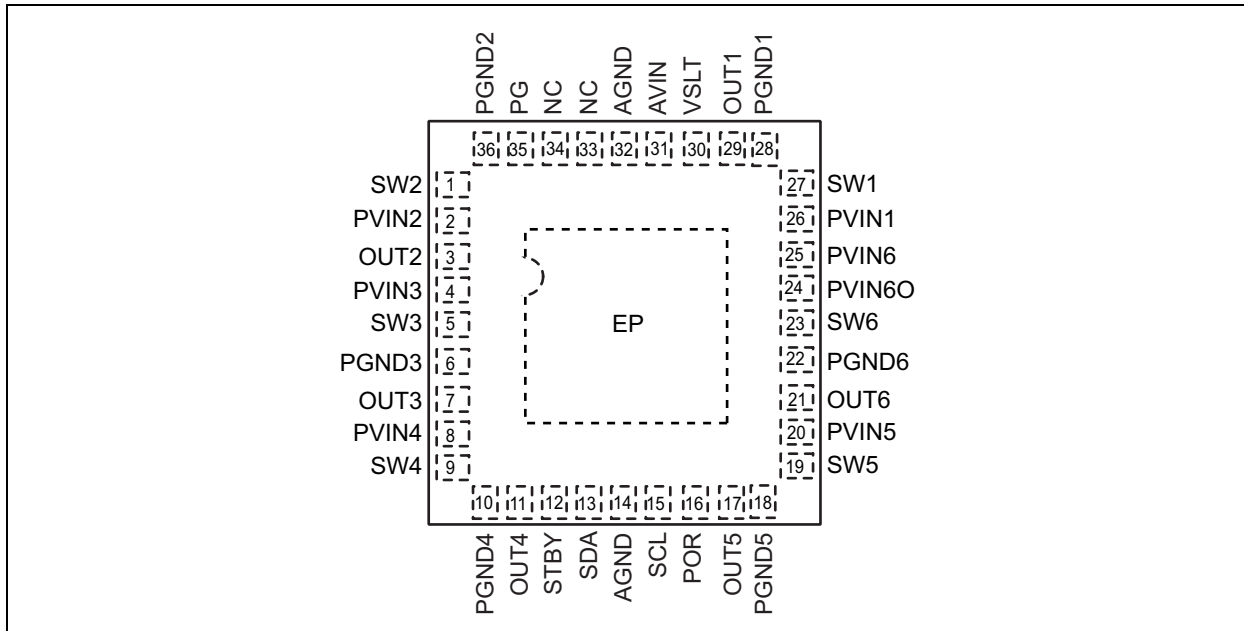 PGND2
PG
NC
NC
AGND
AVIN
VSLT
OUT1
PGND1
36 35 34 33 32 31 30 29 28
SW2 1
PVIN2 2
OUT2 3
PVIN3 4
SW3 5
PGND3 6
OUT3 7
PVIN4 8
SW4 9
EP
27 SW1
26 PVIN1
25 PVIN6
24 PVIN6O
23 SW6
22 PGND6
21 OUT6
20 PVIN5
19 SW5
10 11 12 13 14 15 16 17 18
PGND4
OUT4
STBY
SDA
AGND
SCL
POR
OUT5
PGND5